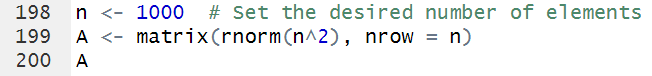 198 n <- 1000  # Set the desired number of elements
199 A <- matrix(rnorm(n^2), nrow = n)
200 A